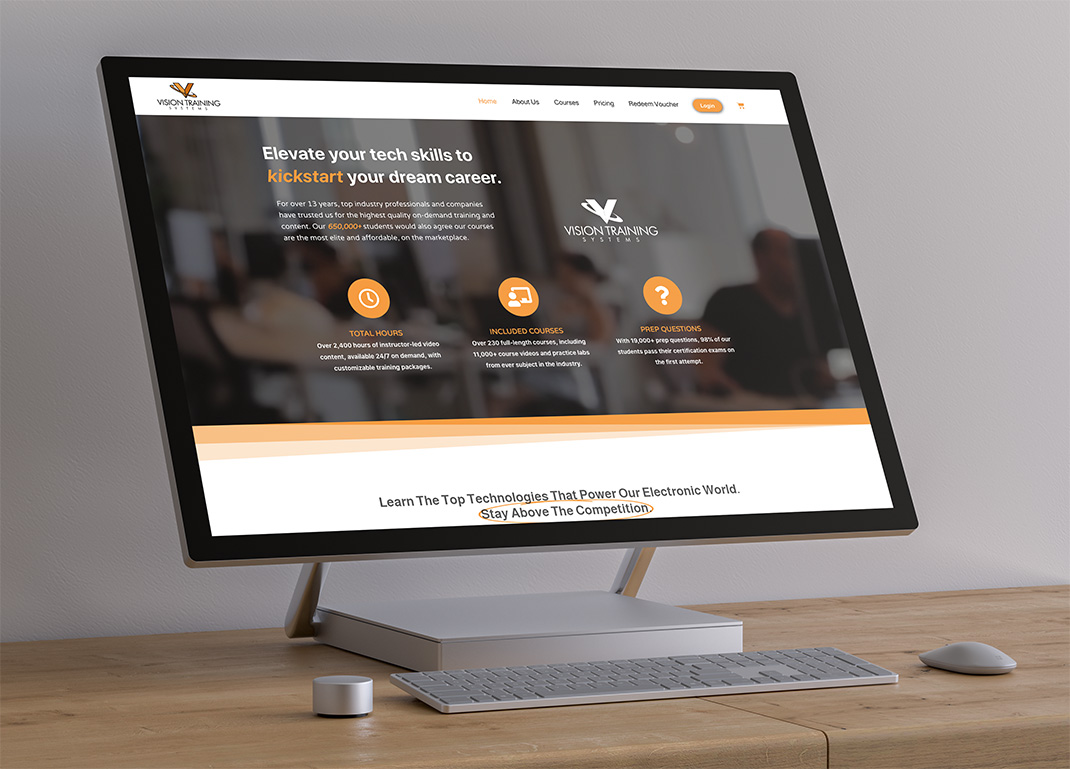 VISION TRAINING
SYSTEMS
Home
About Us
Courses
Pricing
Redeem Voucher
Login
Elevate your tech skills to
kickstart your dream career.
For over 13 years, top industry professionals and companies
have trusted us for the highest quality on-demand training and
content. Our 650,000+ students would also agree our courses
are the most elite and affordable, on the marketplace.
VISION TRAINING
SYSTEMS
TOTAL HOURS
Over 2,400 hours of instructor-led video
content, available 24/7 on demand, with
customizable training packages.
INCLUDED COURSES
Over 230 full-length courses, including
11,000+ course videos and practice labs
from ever subject in the industry.
?
PREP QUESTIONS
With 19,000+ prep questions, 98% of our
students pass their certification exams on
the first attempt.
Learn The Top Technologies That Power Our Electronic World.
Stay Above The Competition.